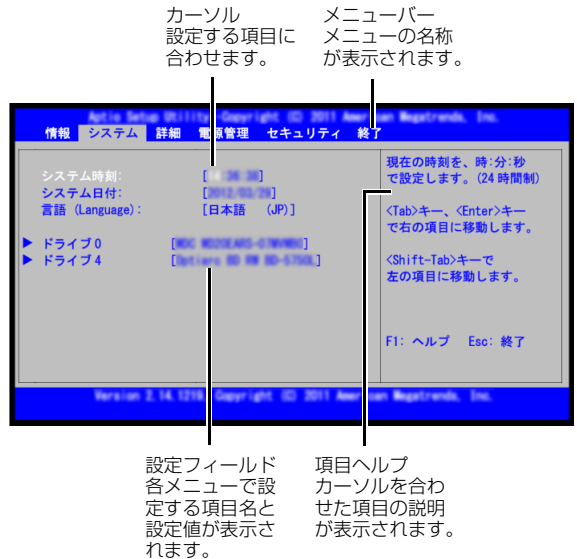 カーソル
設定する項目に
合わせます。
メニューバー
メニューの名称
が表示されます。
Aptio Setup Utility Copyright (C) 2011 American Megatrends, Inc.
情報 システム 詳細 電源管理 セキュリティ 終了
システム時刻: [ :36:36]
システム日付: [2012/03/29]
言語 (Language): [日本語 (JP)]
▶ ドライブ 0
▶ ドライブ 4
現在の時刻を、時:分:秒
で設定します。(24 時間制)
<Tab>キー、<Enter>キー
で右の項目に移動します。
<Shift-Tab>キーで
左の項目に移動します。
F1: ヘルプ Esc: 終了
Version 2.14.1219. Copyright (C) 2011 American Megatrends, Inc.
設定フィールド
各メニューで設
定する項目名と
設定値が表示さ
れます。
項目ヘルプ
カーソルを合わ
せた項目の説明
が表示されます。